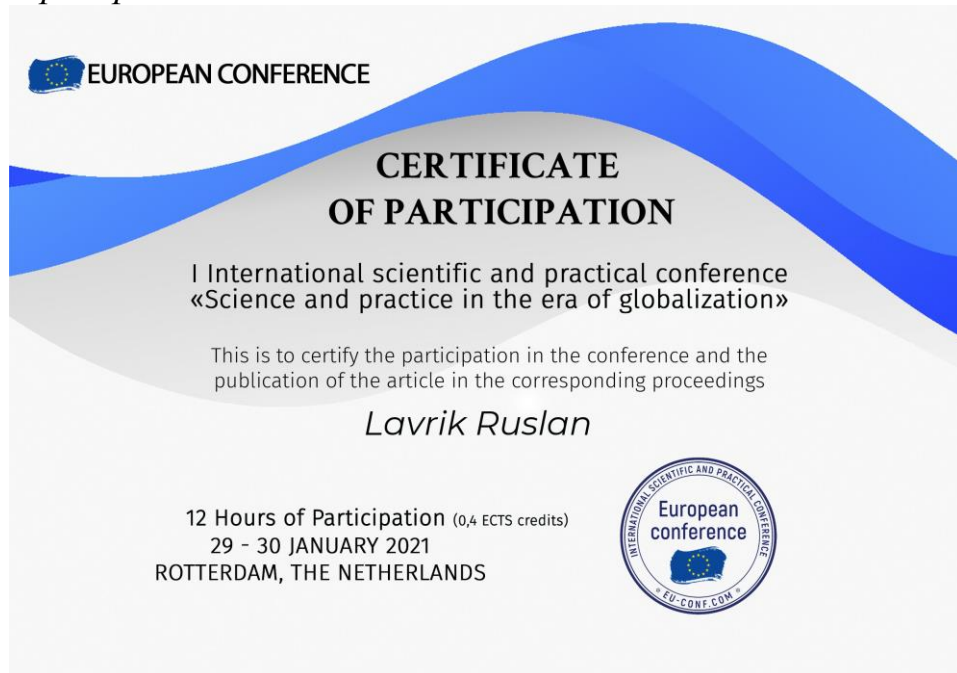 EUROPEAN CONFERENCE
CERTIFICATE
OF PARTICIPATION
I International scientific and practical conference
«Science and practice in the era of globalization»
This is to certify the participation in the conference and the
publication of the article in the corresponding proceedings
Lavrik Ruslan
12 Hours of Participation (0,4 ECTS credits)
29 - 30 JANUARY 2021
ROTTERDAM, THE NETHERLANDS
INTERNATIONAL SCIENTIFIC AND PRACTICAL CONFERENCE
European
conference
EU-CONF.COM